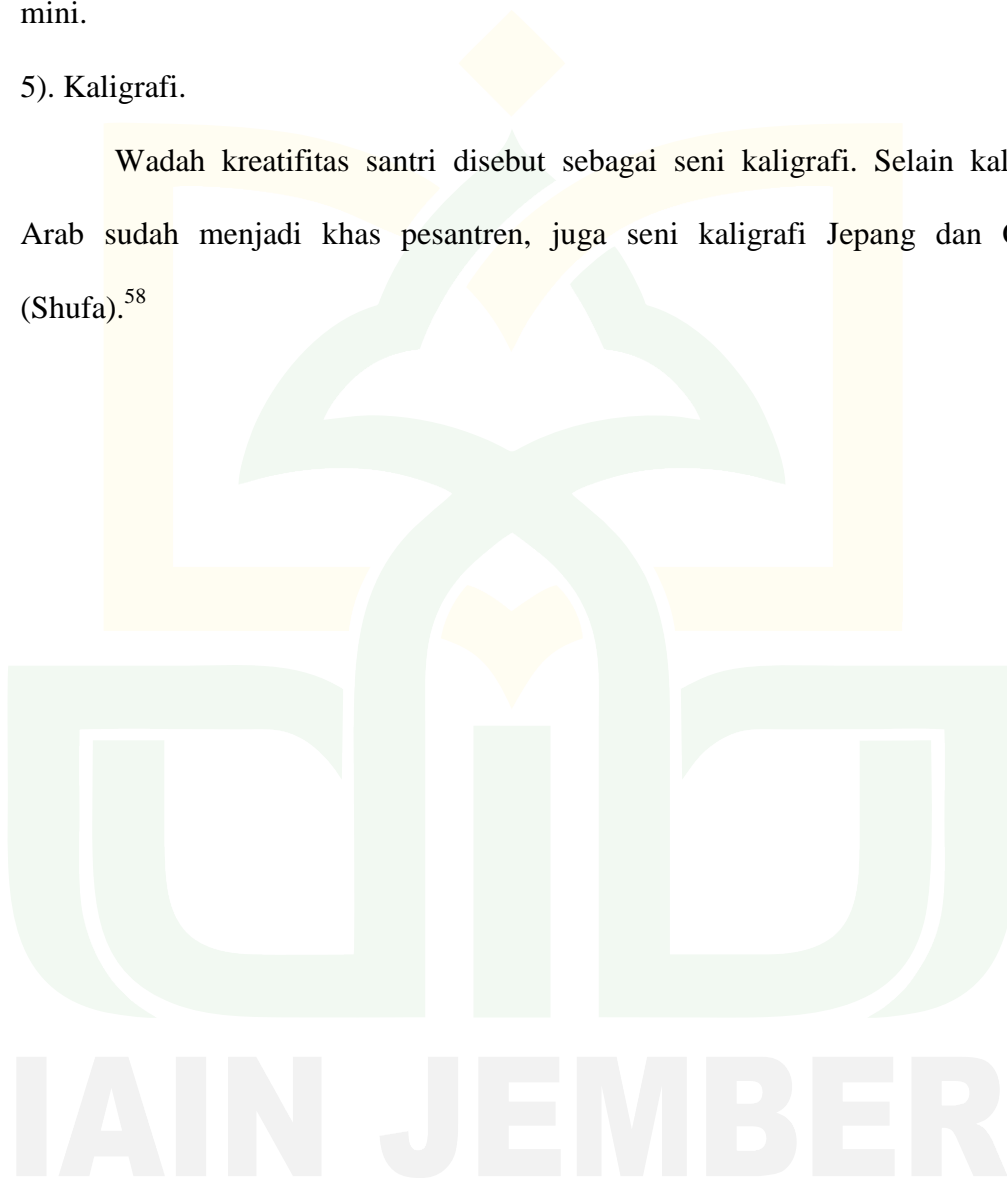 mini.
5). Kaligrafi.
Wadah kreatifitas santri disebut sebagai seni kaligrafi. Selain
Arab sudah menjadi khas pesantren, juga seni kaligrafi Jepang dan
(Shufa).58
IAIN JEMBER